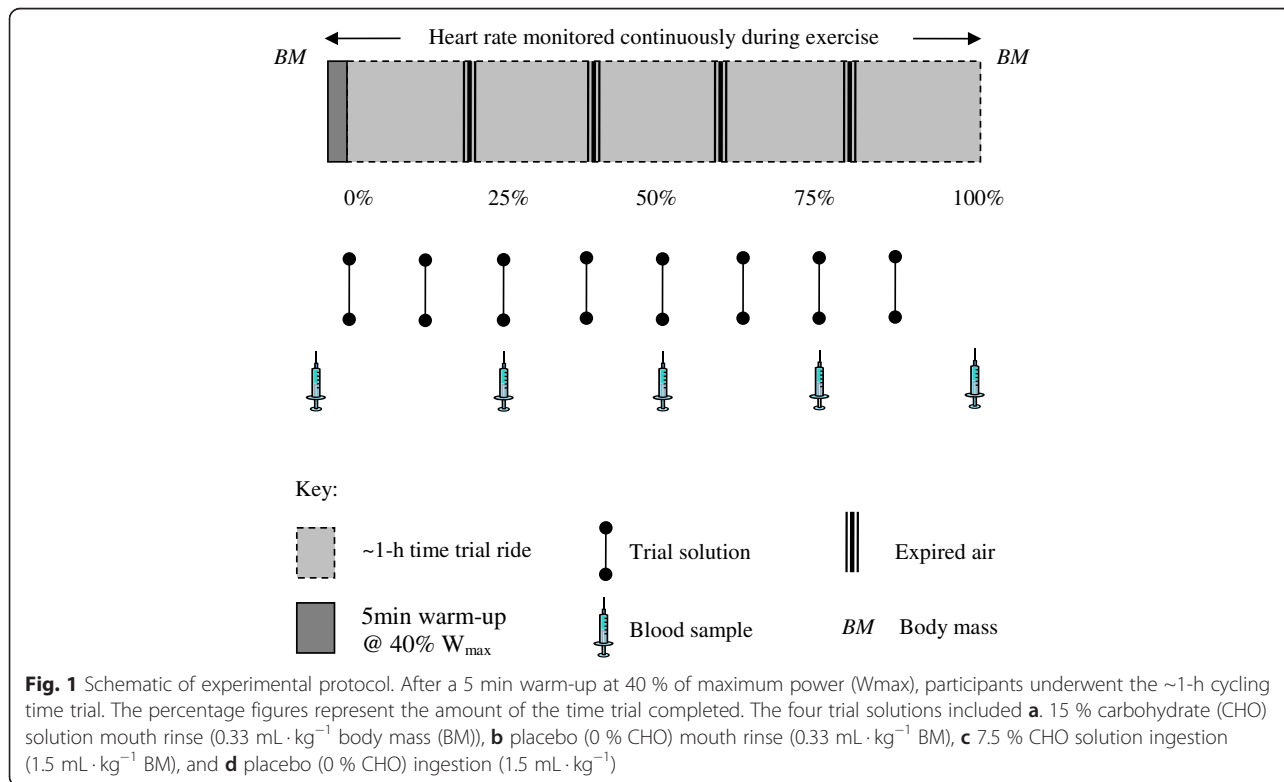 Heart rate monitored continuously during exercise
BM BM
0% 25% 50% 75% 100%
Key:
~1-h time trial ride Trial solution Expired air
5min warm-up
@ 40% Wmax Blood sample BM Body mass
Fig. 1 Schematic of experimental protocol. After a 5 min warm-up at 40 % of maximum power (Wmax), participants underwent the ~1-h cycling
time trial. The percentage figures represent the amount of the time trial completed. The four trial solutions included a. 15 % carbohydrate (CHO)
solution mouth rinse (0.33 mL · kg⁻¹ body mass (BM)), b placebo (0 % CHO) mouth rinse (0.33 mL · kg⁻¹ BM), c 7.5 % CHO solution ingestion
(1.5 mL · kg⁻¹ BM), and d placebo (0 % CHO) ingestion (1.5 mL · kg⁻¹)